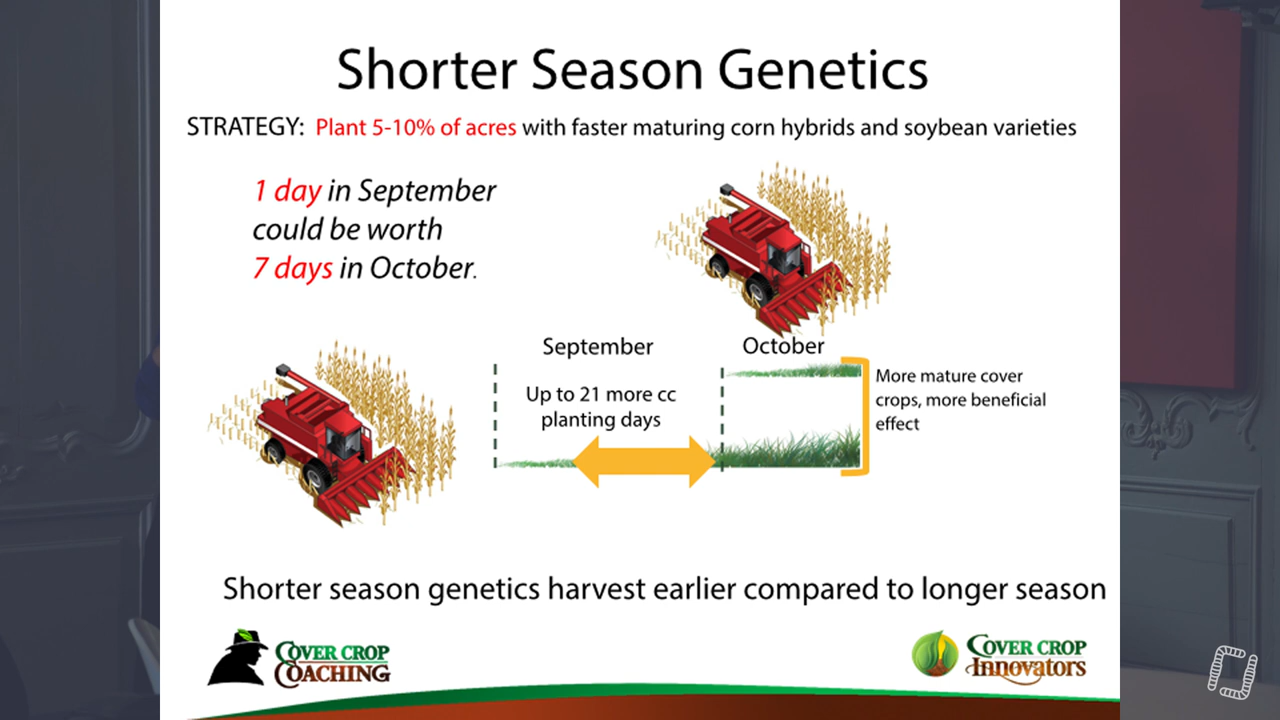 Shorter Season Genetics
STRATEGY: Plant 5-10% of acres with faster maturing corn hybrids and soybean varieties
1 day in September
could be worth
7 days in October.
September
October
Up to 21 more cc
planting days
More mature cover
crops, more beneficial
effect
Shorter season genetics harvest earlier compared to longer season
COVER CROP
COACHING
COVER CROP
Innovators